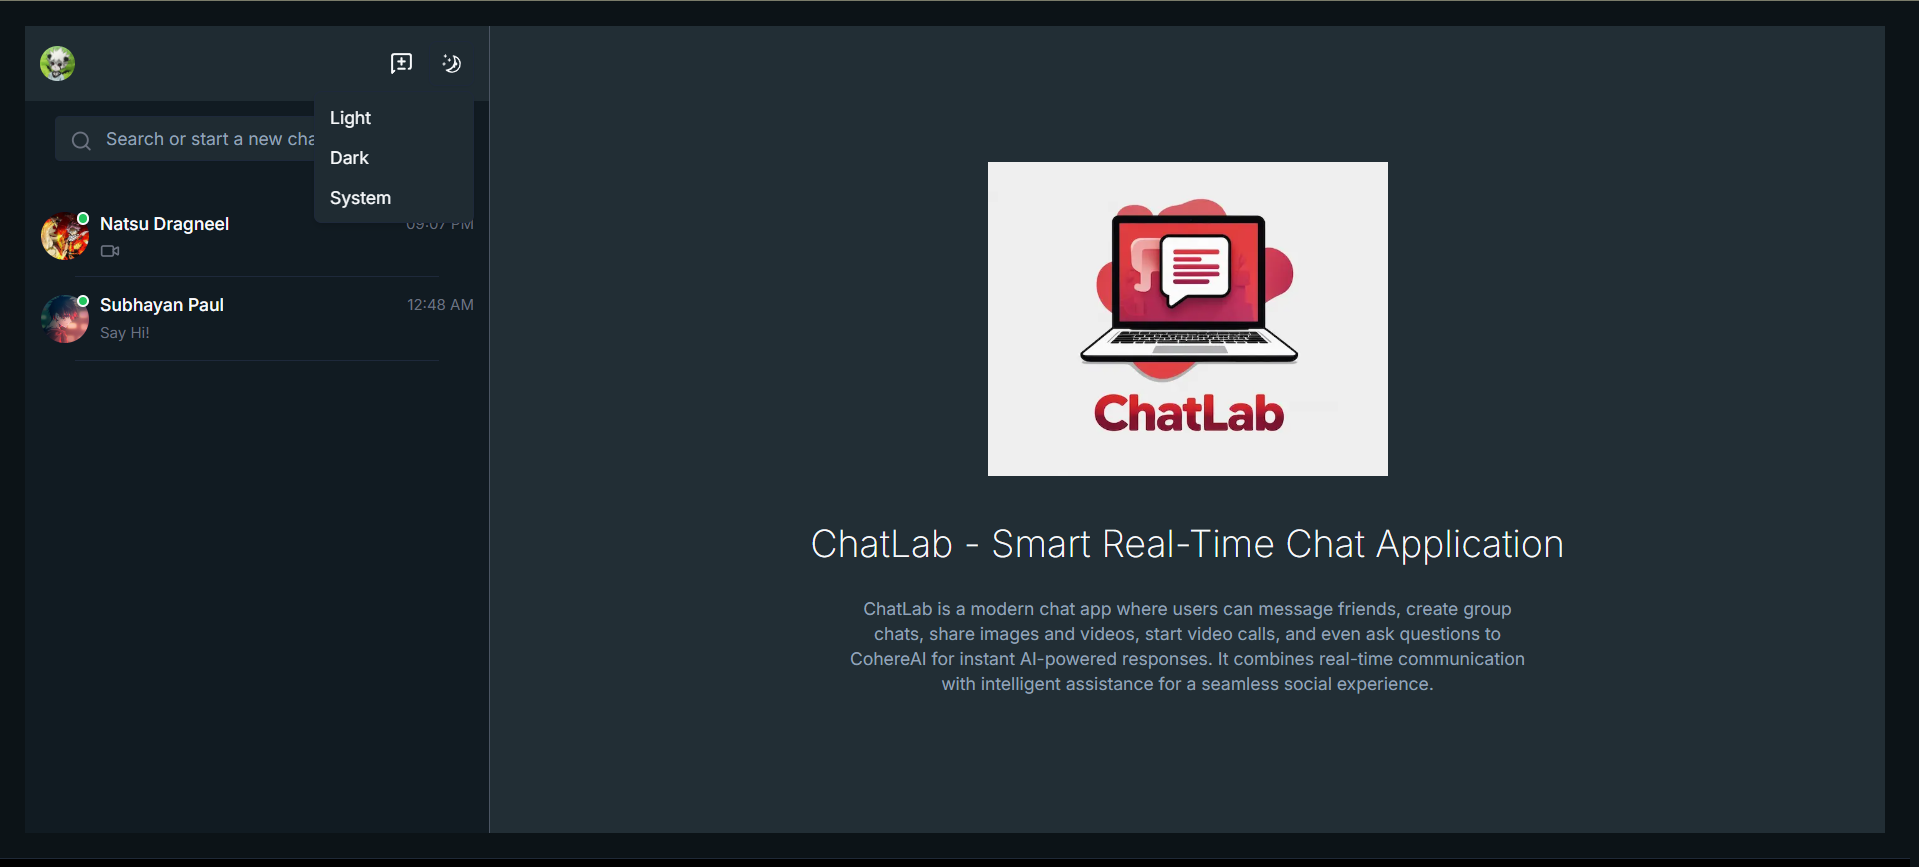 Light
Dark
System
Search or start a new cha
Natsu Dragneel
09:07 PM
Subhayan Paul
12:48 AM
Say Hi!
ChatLab
ChatLab - Smart Real-Time Chat Application
ChatLab is a modern chat app where users can message friends, create group
chats, share images and videos, start video calls, and even ask questions to
CohereAI for instant AI-powered responses. It combines real-time communication
with intelligent assistance for a seamless social experience.